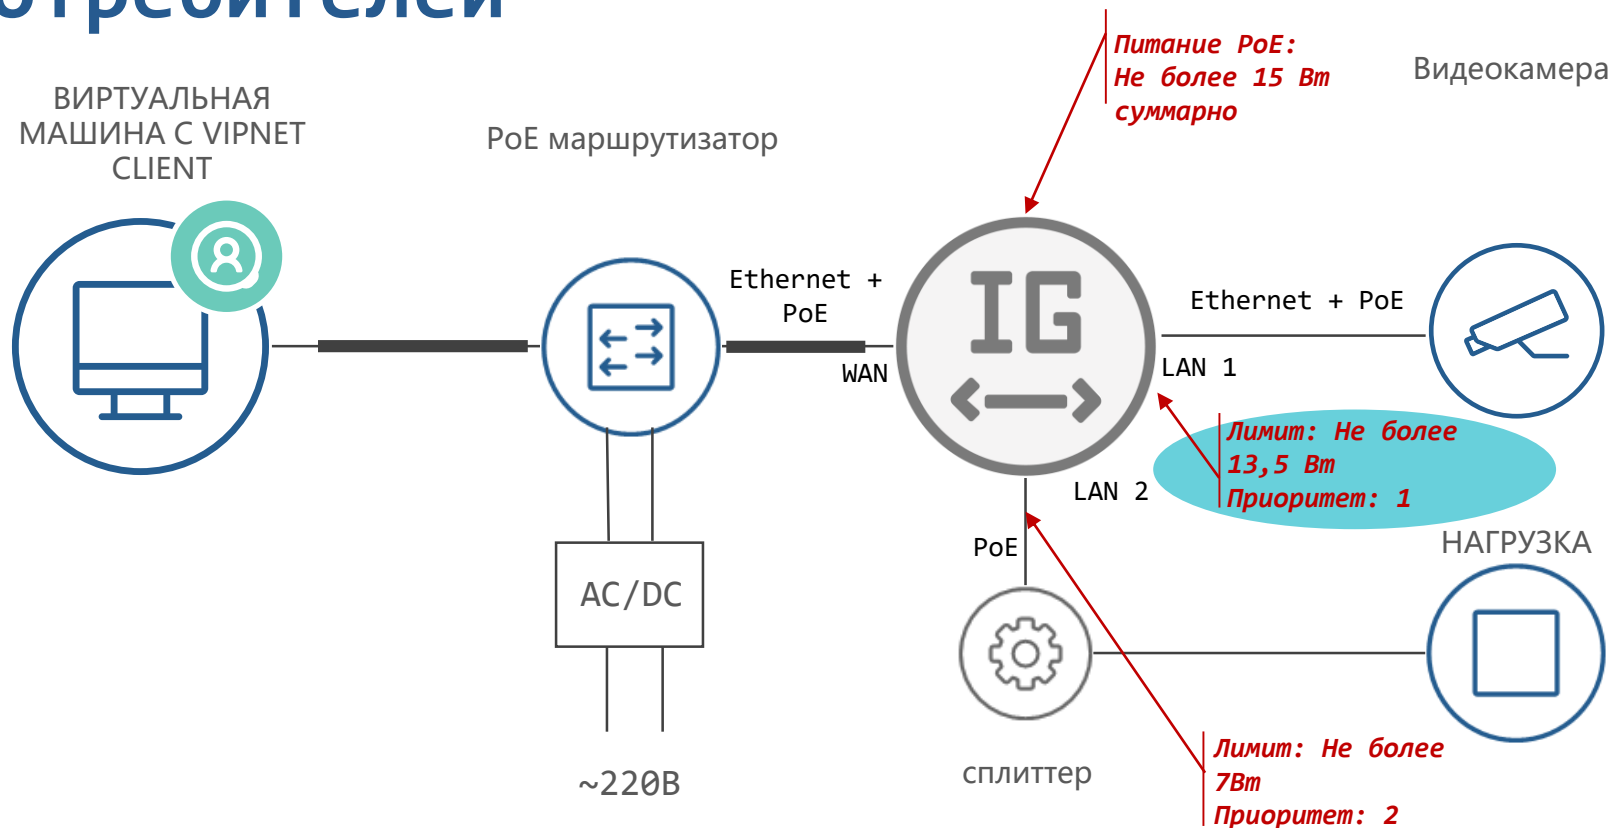 отребителей
Питание PoE:
Не более 15 Вт
суммарно
Видеокамера
ВИРТУАЛЬНАЯ
МАШИНА С VIPNET
CLIENT
PoE маршрутизатор
Ethernet +
PoE
IG
Ethernet + PoE
WAN
LAN 1
Лимит: Не более
13,5 Вт
Приоритет: 1
LAN 2
PoE
НАГРУЗКА
AC/DC
~220В
сплиттер
Лимит: Не более
7Вт
Приоритет: 2